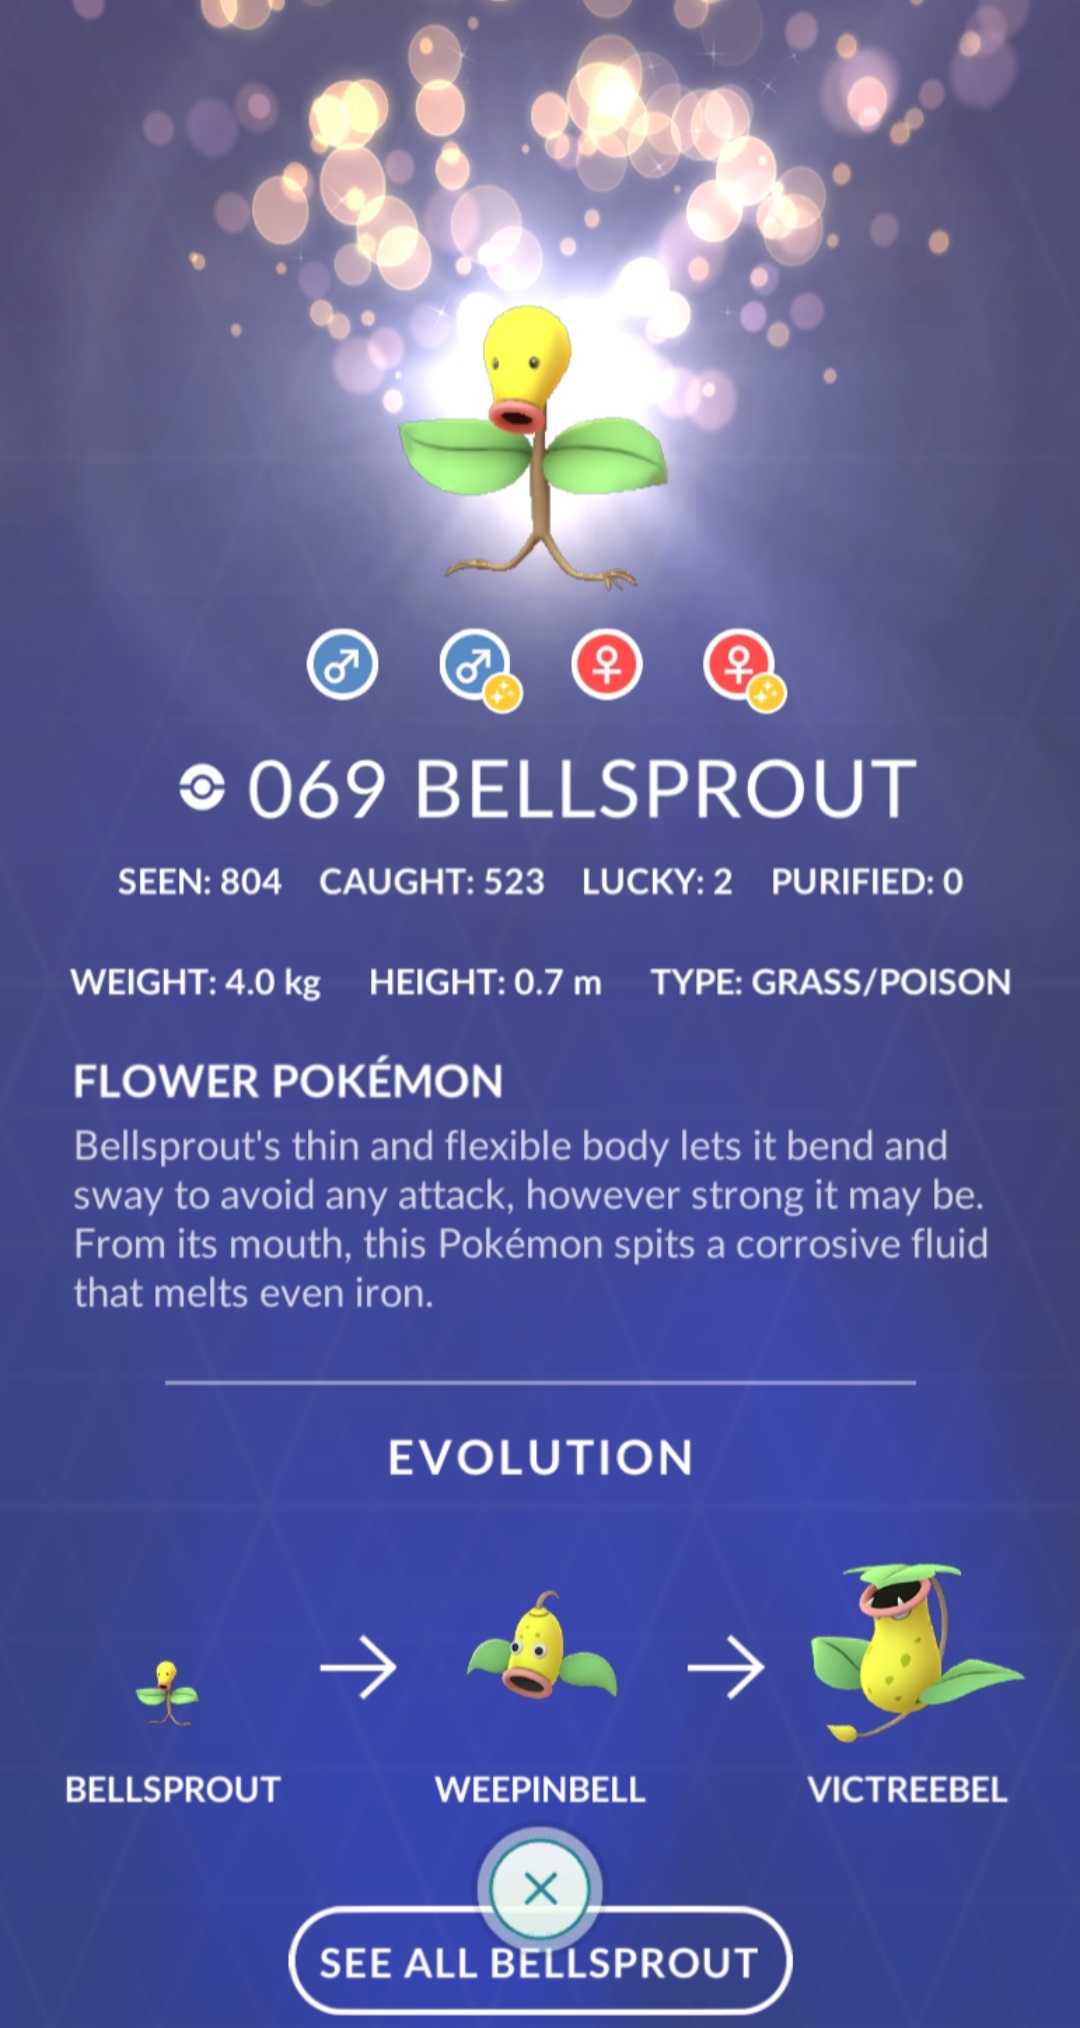 069 BELLSPROUT
SEEN: 804 CAUGHT: 523 LUCKY: 2 PURIFIED: 0
WEIGHT: 4.0 kg HEIGHT: 0.7 m TYPE: GRASS/POISON
FLOWER POKÉMON
Bellsprout's thin and flexible body lets it bend and
sway to avoid any attack, however strong it may be.
From its mouth, this Pokémon spits a corrosive fluid
that melts even iron.
EVOLUTION
BELLSPROUT WEEPINBELL VICTREEBEL
SEE ALL BELLSPROUT